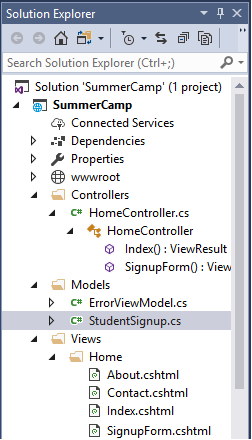 Solution Explorer
Search Solution Explorer (Ctrl+;)
Solution 'SummerCamp' (1 project)
SummerCamp
Connected Services
Dependencies
Properties
wwwroot
Controllers
C# HomeController.cs
HomeController
Index() : ViewResult
SignupForm() : View
Models
C# ErrorViewModel.cs
C# StudentSignup.cs
Views
Home
About.cshtml
Contact.cshtml
Index.cshtml
SignupForm.cshtml